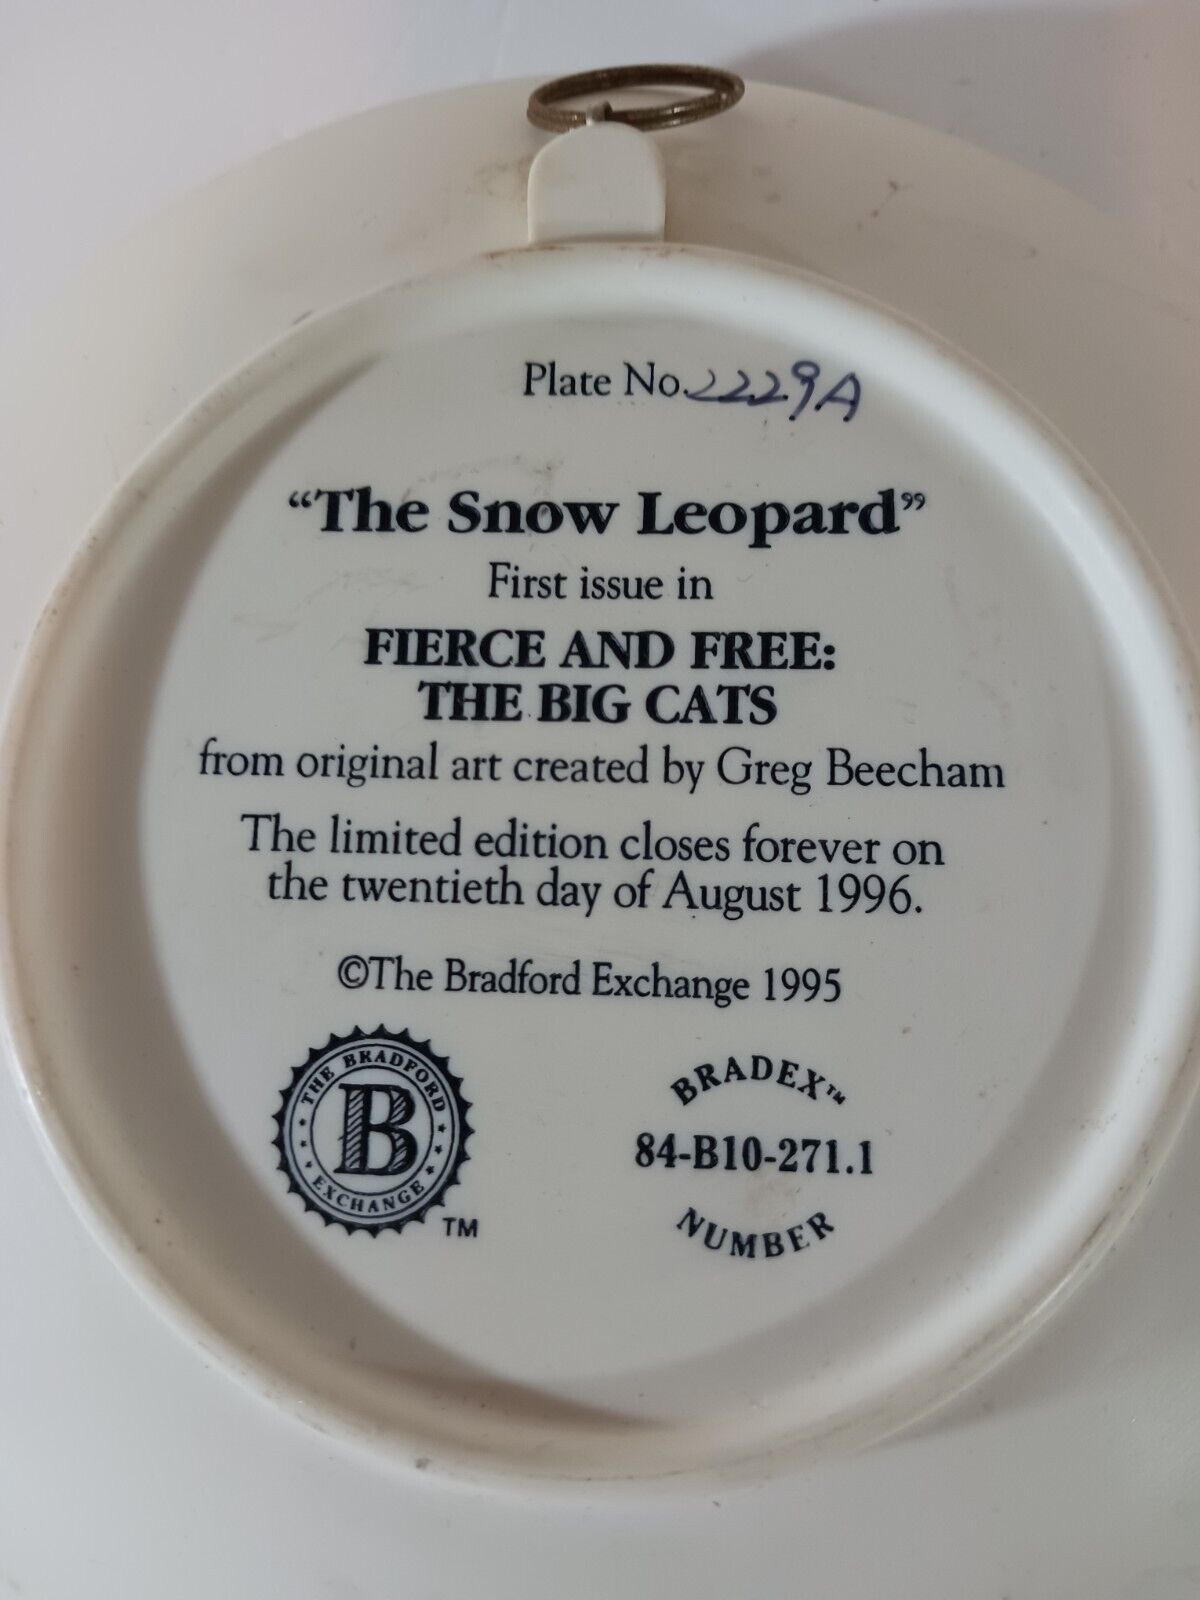 Plate No. 2229A
“The Snow Leopard”
First issue in
FIERCE AND FREE:
THE BIG CATS
from original art created by Greg Beecham
The limited edition closes forever on
the twentieth day of August 1996.
©The Bradford Exchange 1995
THE BRADFORD
B
EXCHANGE
TM
BRADEX™
84-B10-271.1
NUMBER